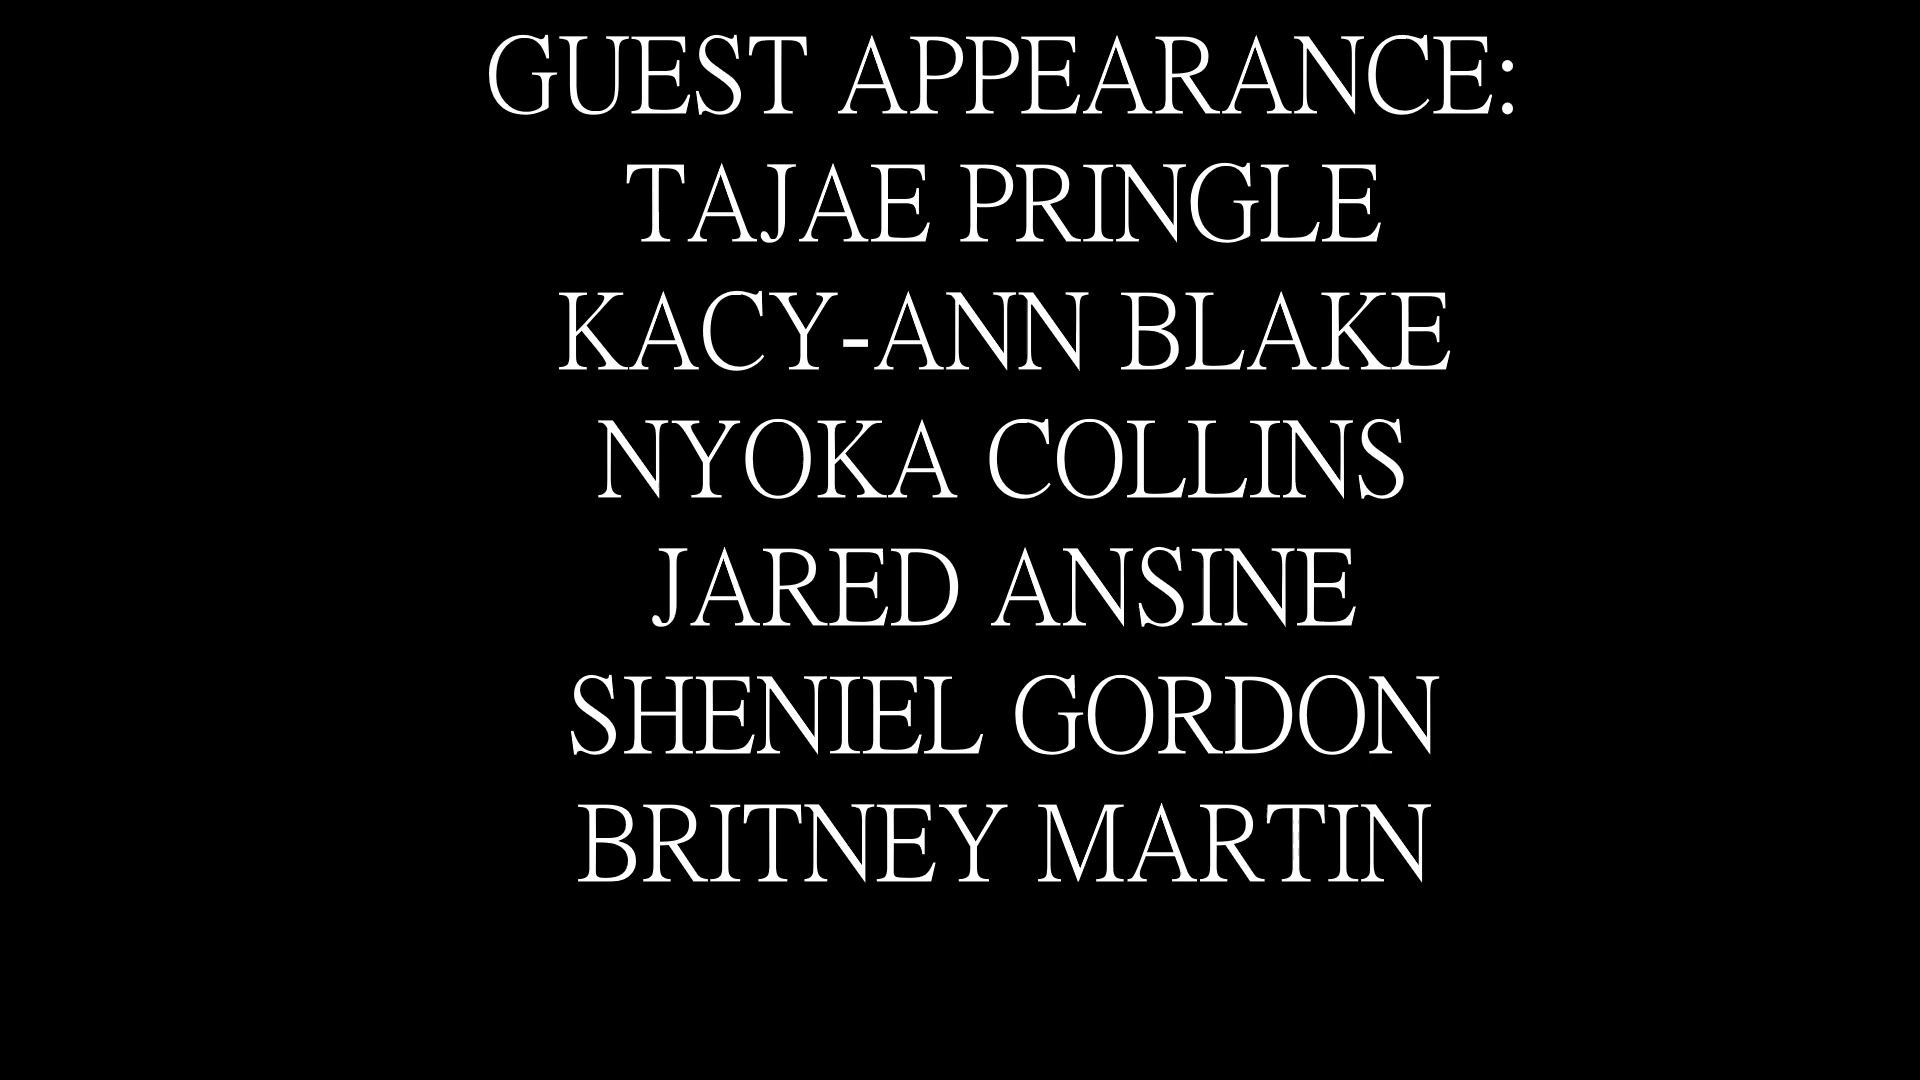 GUEST APPEARANCE:
TAJAE PRINGLE
KACY-ANN BLAKE
NYOKA COLLINS
JARED ANSINE
SHENIEL GORDON
BRITNEY MARTIN